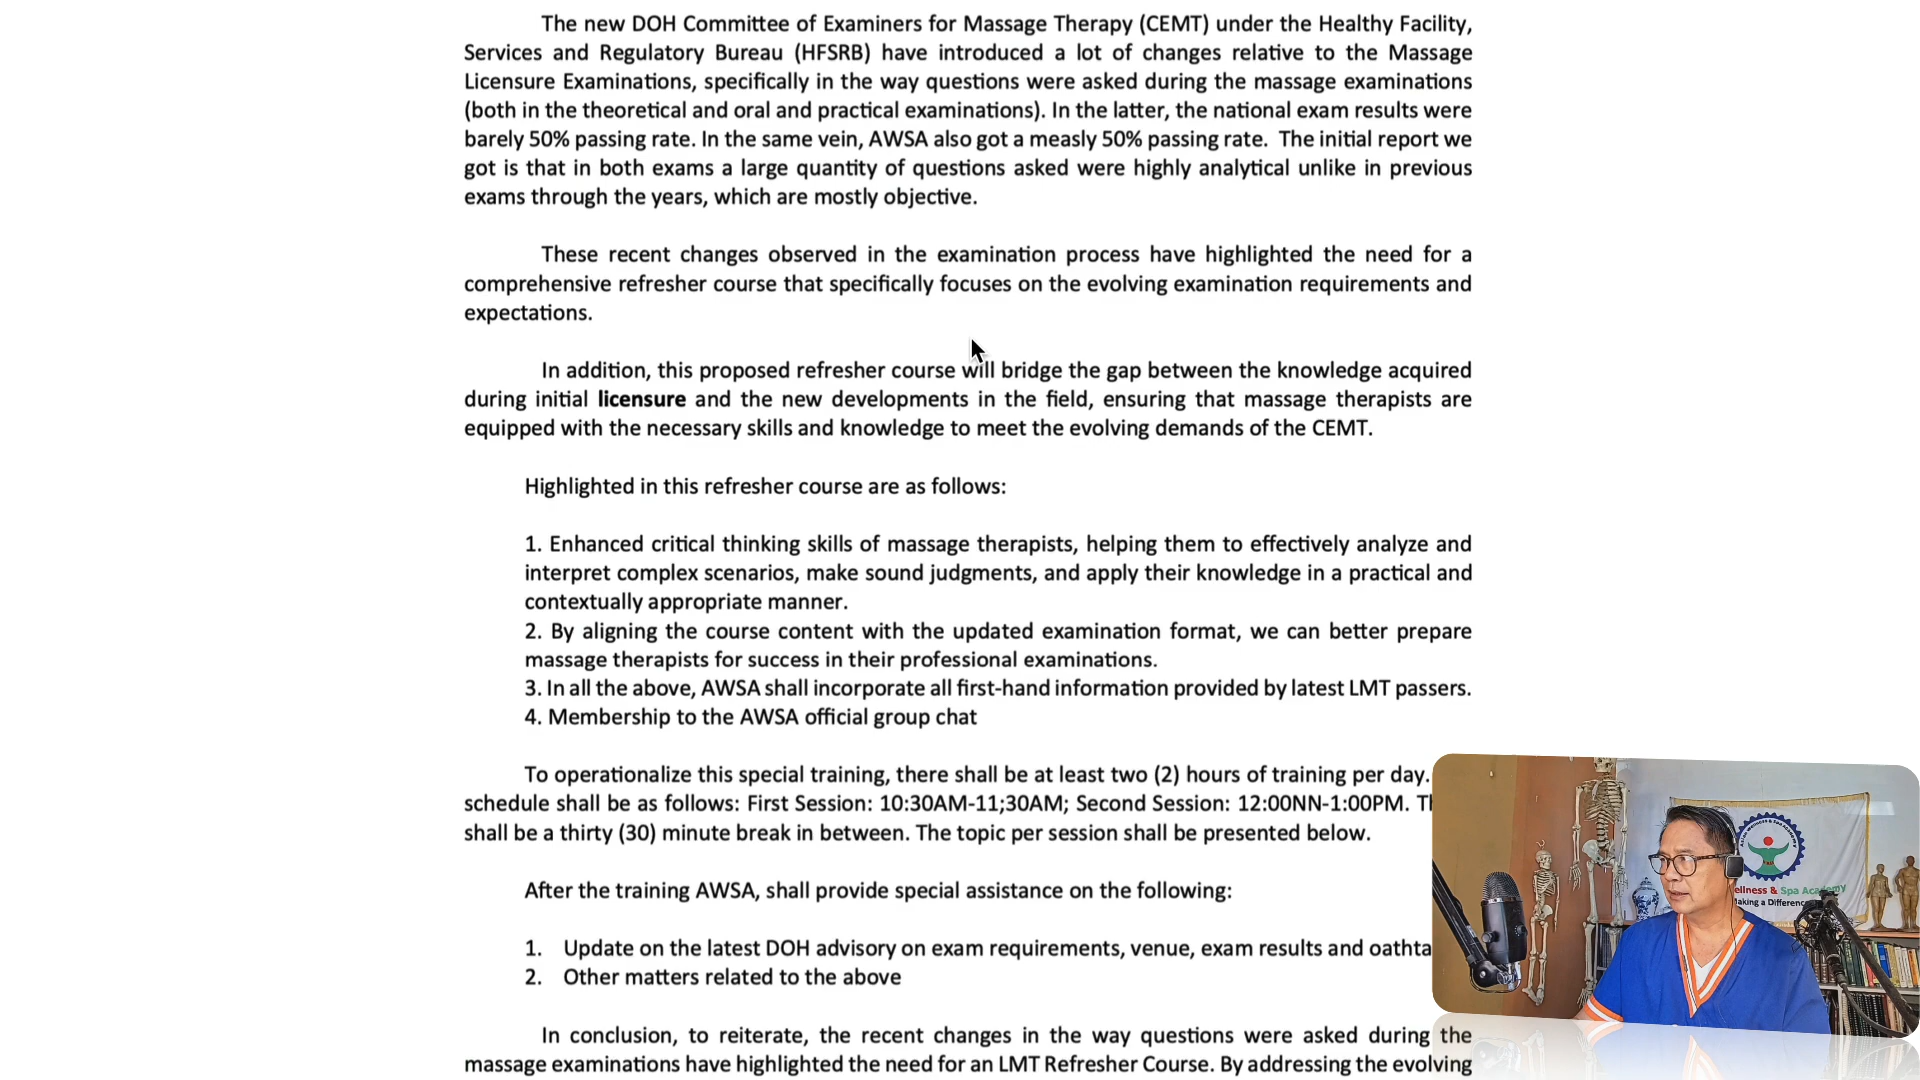 The new DOH Committee of Examiners for Massage Therapy (CEMT) under the Healthy Facility,
Services and Regulatory Bureau (HFSRB) have introduced a lot of changes relative to the Massage
Licensure Examinations, specifically in the way questions were asked during the massage examinations
(both in the theoretical and oral and practical examinations). In the latter, the national exam results were
barely 50% passing rate. In the same vein, AWSA also got a measly 50% passing rate. The initial report we
got is that in both exams a large quantity of questions asked were highly analytical unlike in previous
exams through the years, which are mostly objective.
These recent changes observed in the examination process have highlighted the need for a
comprehensive refresher course that specifically focuses on the evolving examination requirements and
expectations.
In addition, this proposed refresher course will bridge the gap between the knowledge acquired
during initial licensure and the new developments in the field, ensuring that massage therapists are
equipped with the necessary skills and knowledge to meet the evolving demands of the CEMT.
Highlighted in this refresher course are as follows:
1. Enhanced critical thinking skills of massage therapists, helping them to effectively analyze and
interpret complex scenarios, make sound judgments, and apply their knowledge in a practical and
contextually appropriate manner.
2. By aligning the course content with the updated examination format, we can better prepare
massage therapists for success in their professional examinations.
3. In all the above, AWSA shall incorporate all first-hand information provided by latest LMT passers.
4. Membership to the AWSA official group chat
To operationalize this special training, there shall be at least two (2) hours of training per day.
schedule shall be as follows: First Session: 10:30AM-11;30AM; Second Session: 12:00NN-1:00PM.
shall be a thirty (30) minute break in between. The topic per session shall be presented below.
After the training AWSA, shall provide special assistance on the following:
1. Update on the latest DOH advisory on exam requirements, venue, exam results and oathta
2. Other matters related to the above
In conclusion, to reiterate, the recent changes in the way questions were asked during the
massage examinations have highlighted the need for an LMT Refresher Course. By addressing the evolving
ellness & Spa Academy
Making a Difference